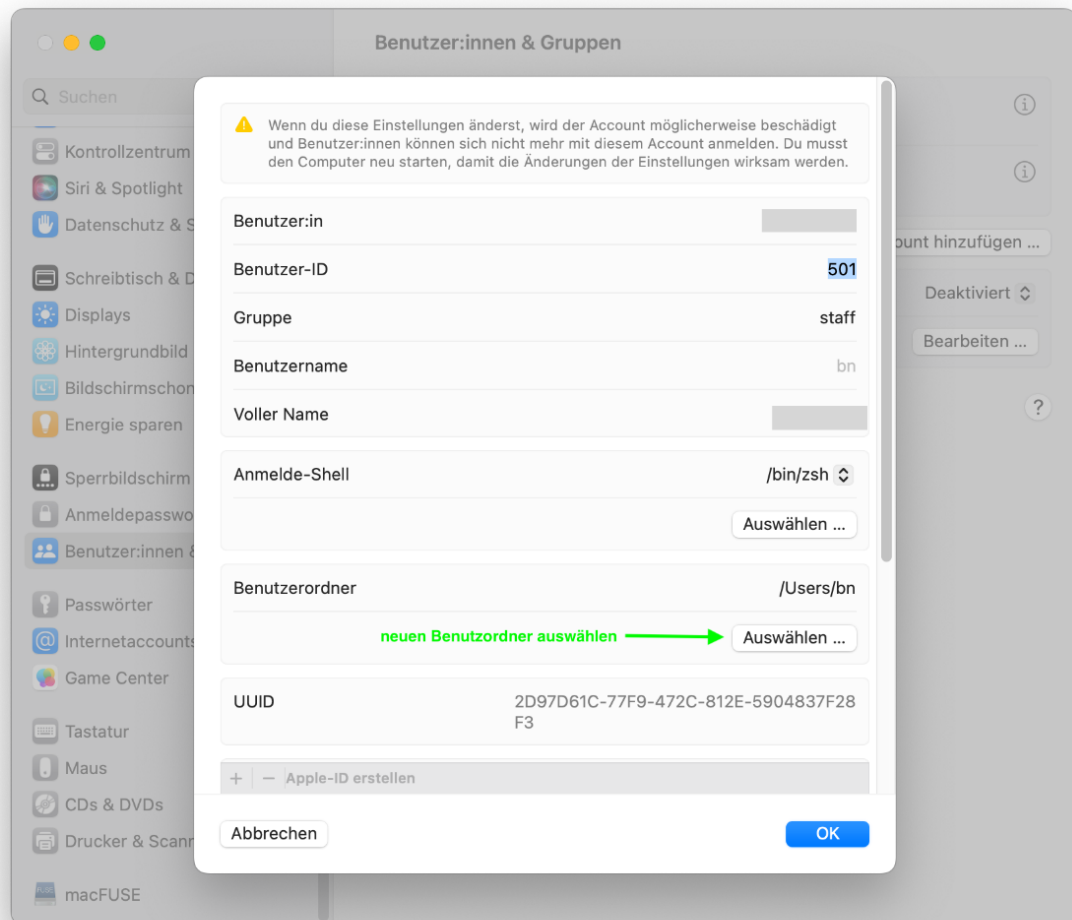 Benutzer:innen & Gruppen
Suchen
Kontrollzentrum
Siri & Spotlight
Datenschutz & S
Schreibtisch & D
Displays
Hintergrundbild
Bildschirmschon
Energie sparen
Sperrbildschirm
Anmeldepasswo
Benutzer:innen &
Passwörter
Internetaccounts
Game Center
Tastatur
Maus
CDs & DVDs
Drucker & Scann
macFUSE
Wenn du diese Einstellungen änderst, wird der Account möglicherweise beschädigt
und Benutzer:innen können sich nicht mehr mit diesem Account anmelden. Du musst
den Computer neu starten, damit die Änderungen der Einstellungen wirksam werden.
Benutzer:in
Benutzer-ID 501
Gruppe staff
Benutzername bn
Voller Name
Anmelde-Shell /bin/zsh
Auswählen ...
Benutzerordner /Users/bn
neuen Benutzordner auswählen Auswählen ...
UUID 2D97D61C-77F9-472C-812E-5904837F28
F3
+ − Apple-ID erstellen
Abbrechen OK
ount hinzufügen ...
Deaktiviert
Bearbeiten ...
?